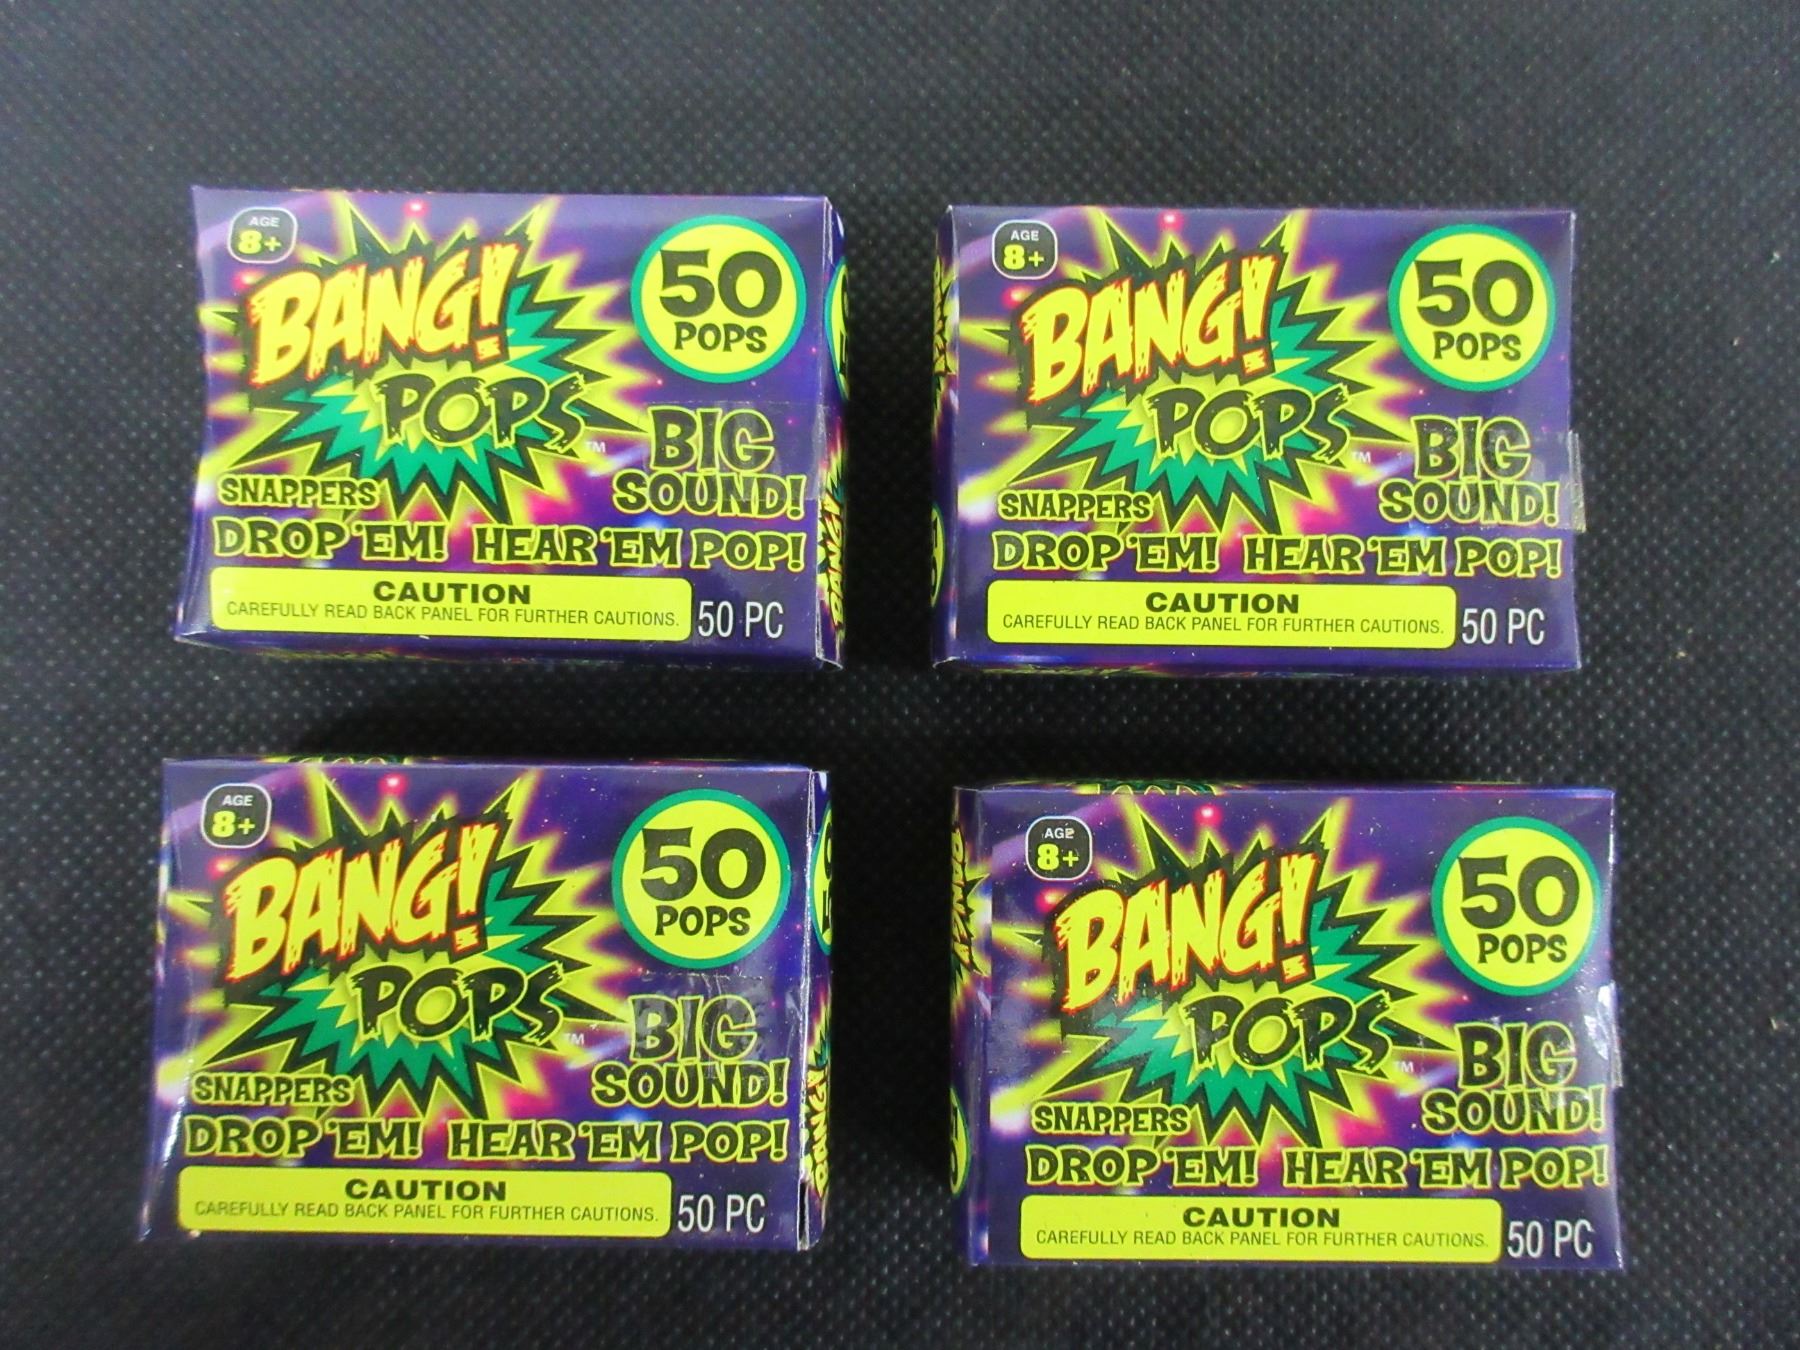 AGE
8+
BANG!
POPS
™
50
POPS
BIG
SOUND!
SNAPPERS
DROP 'EM! HEAR 'EM POP!
CAUTION
CAREFULLY READ BACK PANEL FOR FURTHER CAUTIONS.
50 PC
AGE
8+
BANG!
POPS
™
50
POPS
BIG
SOUND!
SNAPPERS
DROP 'EM! HEAR 'EM POP!
CAUTION
CAREFULLY READ BACK PANEL FOR FURTHER CAUTIONS.
50 PC
AGE
8+
BANG!
POPS
™
50
POPS
BIG
SOUND!
SNAPPERS
DROP 'EM! HEAR 'EM POP!
CAUTION
CAREFULLY READ BACK PANEL FOR FURTHER CAUTIONS.
50 PC
AGE
8+
BANG!
POPS
™
50
POPS
BIG
SOUND!
SNAPPERS
DROP 'EM! HEAR 'EM POP!
CAUTION
CAREFULLY READ BACK PANEL FOR FURTHER CAUTIONS.
50 PC